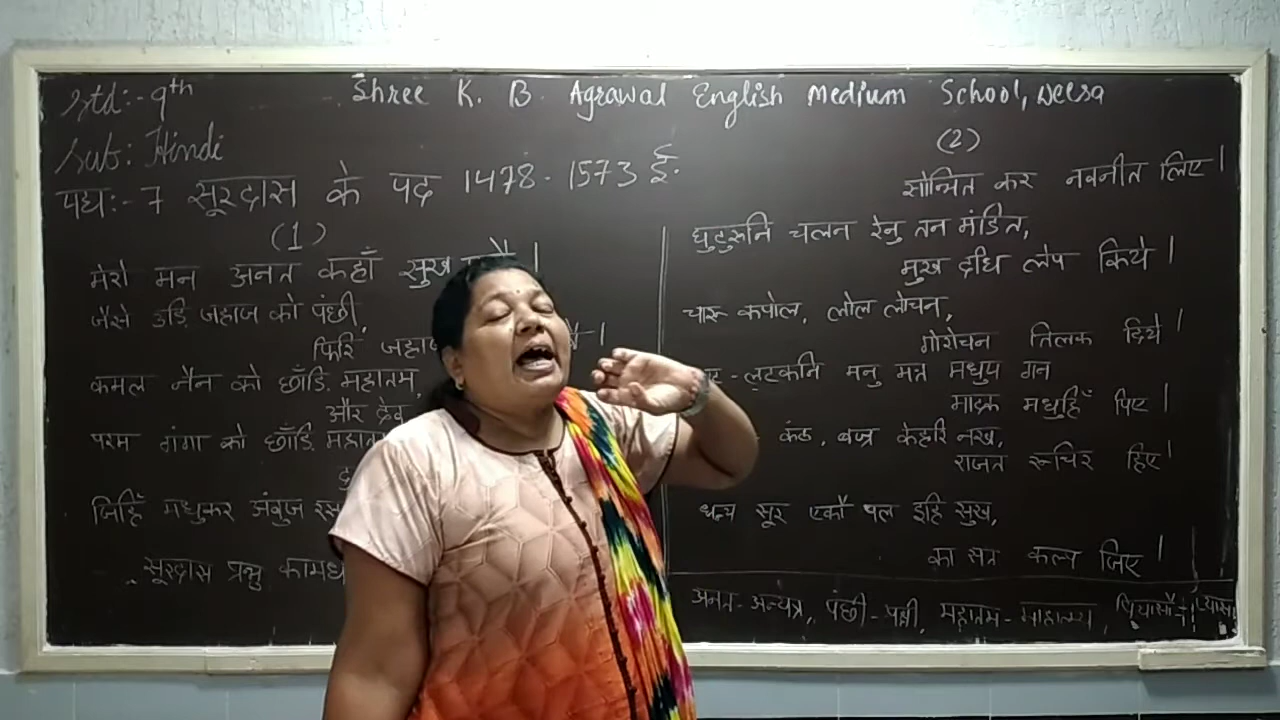 Std:- 9th
Shree K. B. Agrawal English Medium School, Deesa
Sub: Hindi
पद्य:- 7 सूरदास के पद 1478-1573 ई.
(1)
मेरो मन अनत कहाँ सुख
जैसे उड़ि जहाज को पंछी,
फिरि
कमल नैन को छाँड़ि महातम,
और देव
परम गंगा को छाँड़ि
जिहिँ मधुकर अंबुज
सूरदास प्रभु
(2)
सोभित कर नवनीत लिए।
घुटुरूनि चलन रेनु तन मंडित,
मुख दधि लेप किये।
चारू कपोल, लोल लोचन,
गोरोचन तिलक दिये।
लटकनि मनु मत्त मधुप गन
मादक मधुहिँ पिए।
कंठ, बज्र केहरि नख,
राजत रूचिर हिए।
धन्य सूर एकौ पल इहि सुख,
का सत कल्प जिए।
अनत-अन्यत्र, पंछी-पक्षी, महातम-माहात्म्य,